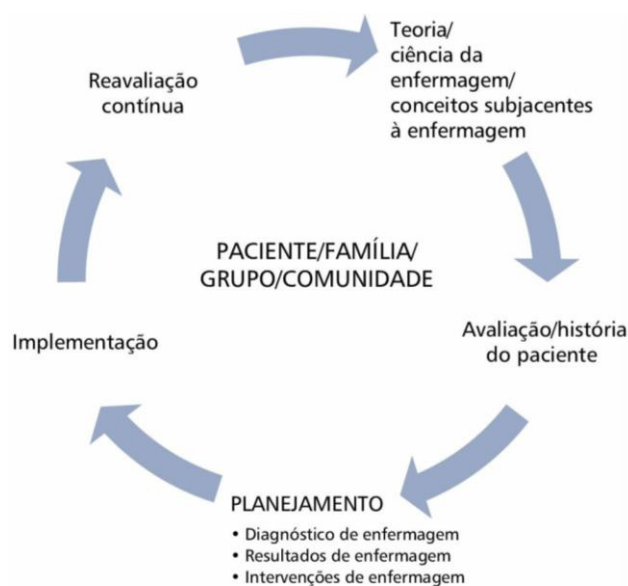 Teoria/
ciência da
enfermagem/
conceitos subjacentes
à enfermagem
Reavaliação
contínua
PACIENTE/FAMÍLIA/
GRUPO/COMUNIDADE
Avaliação/história
do paciente
Implementação
PLANEJAMENTO
• Diagnóstico de enfermagem
• Resultados de enfermagem
• Intervenções de enfermagem